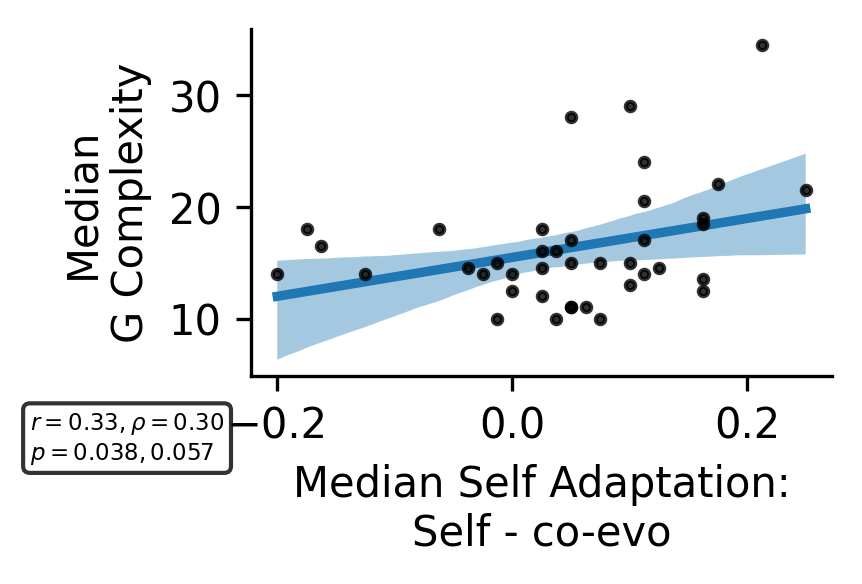 Median
G Complexity
30
20
10
r = 0.33, ρ = 0.30
p = 0.038, 0.057
−0.2
0.0
0.2
Median Self Adaptation:
Self - co-evo